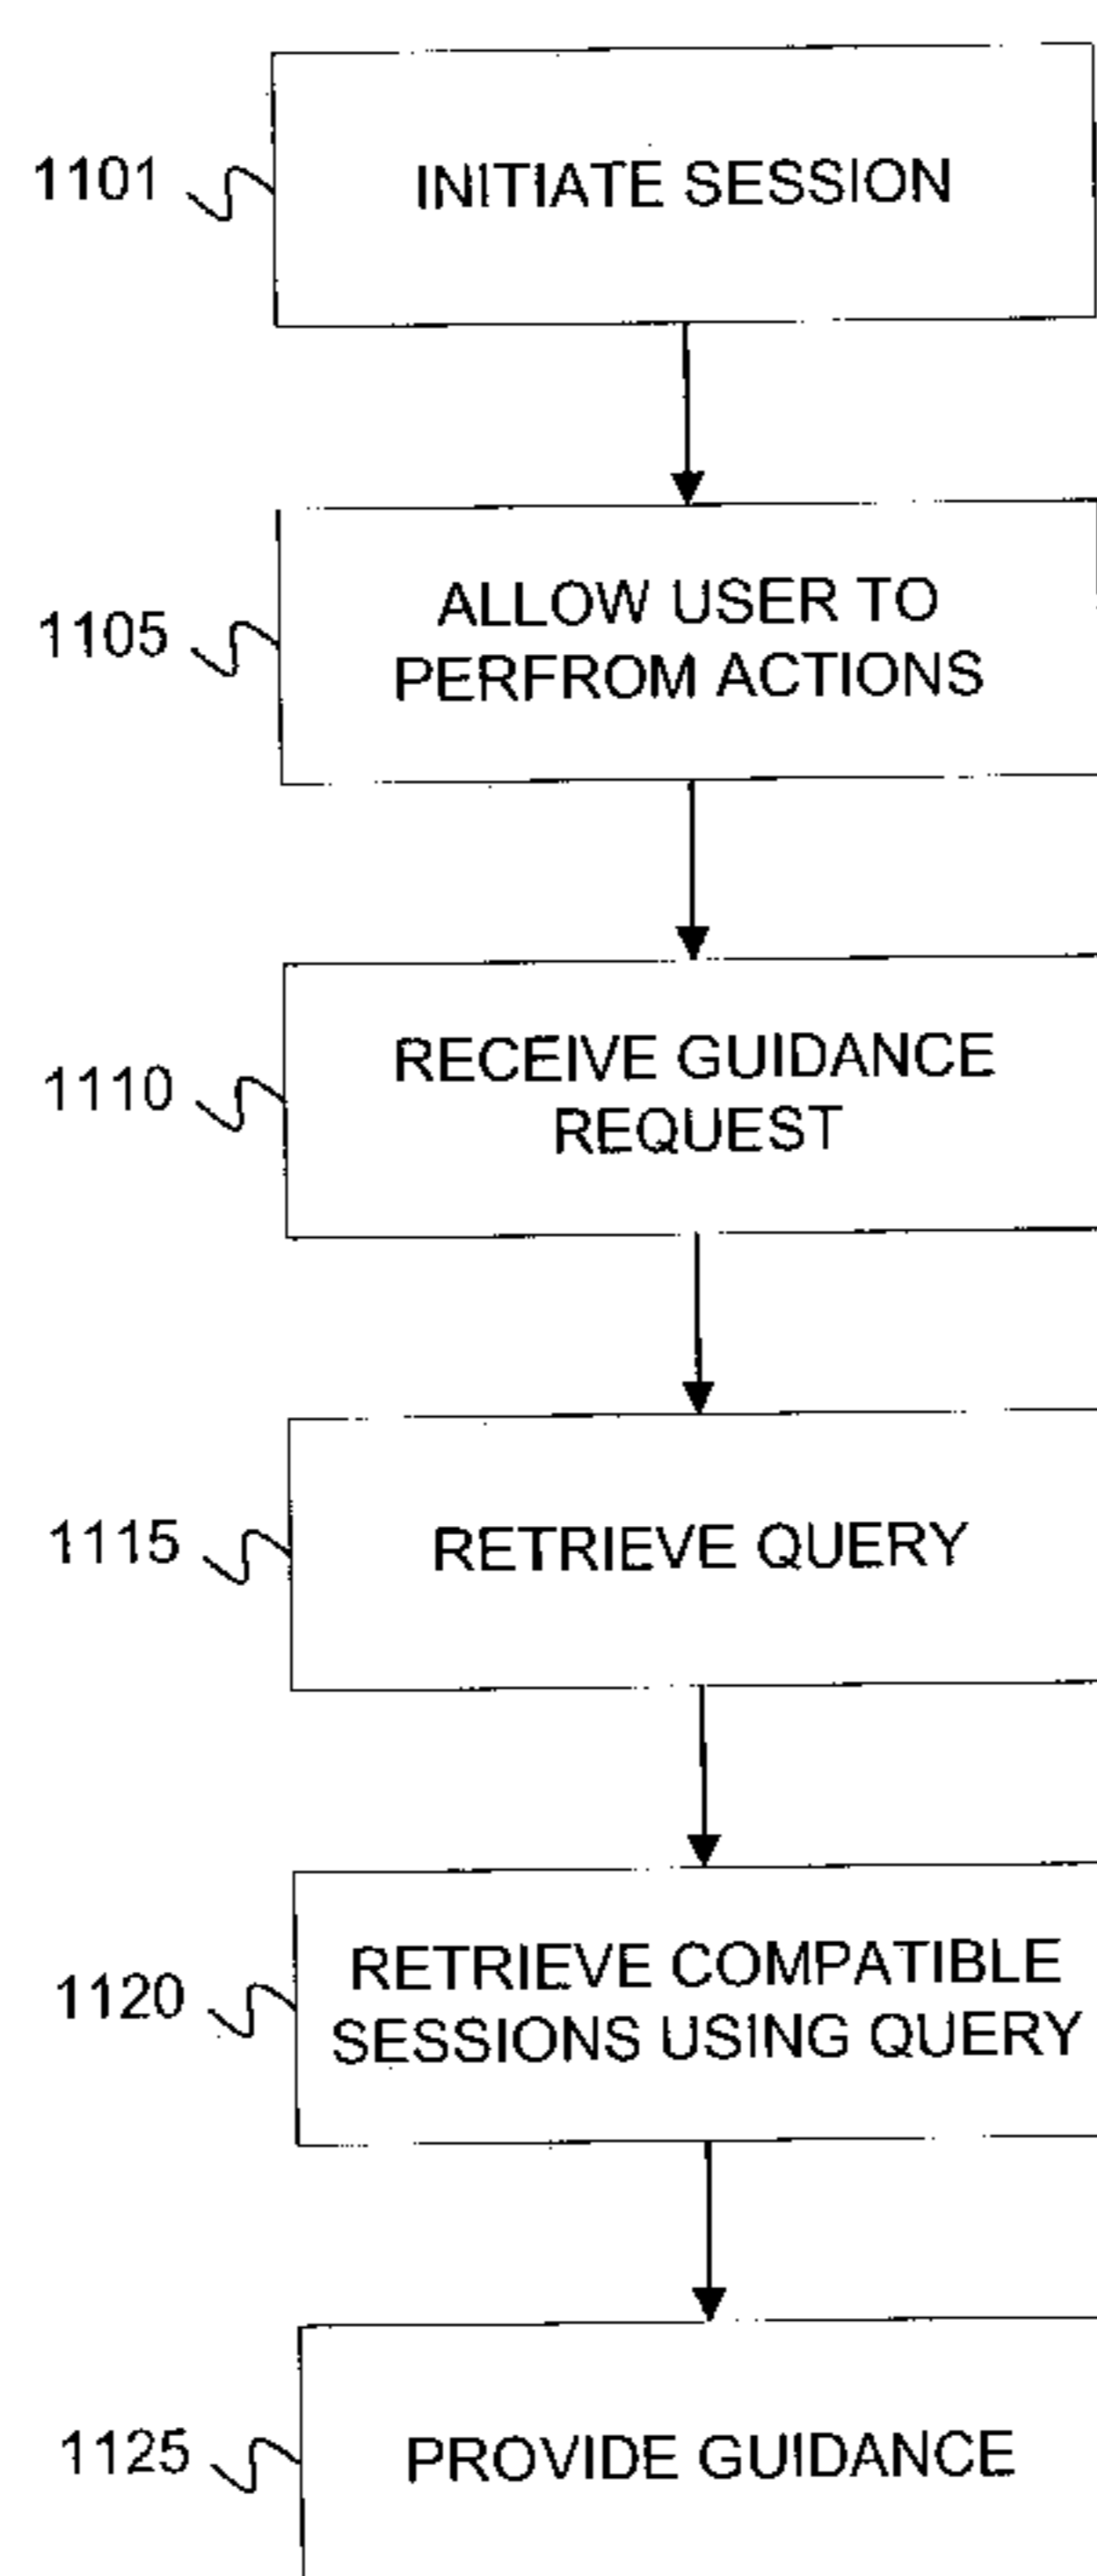 1101
INITIATE SESSION
1105
ALLOW USER TO
PERFROM ACTIONS
1110
RECEIVE GUIDANCE
REQUEST
1115
RETRIEVE QUERY
1120
RETRIEVE COMPATIBLE
SESSIONS USING QUERY
1125
PROVIDE GUIDANCE